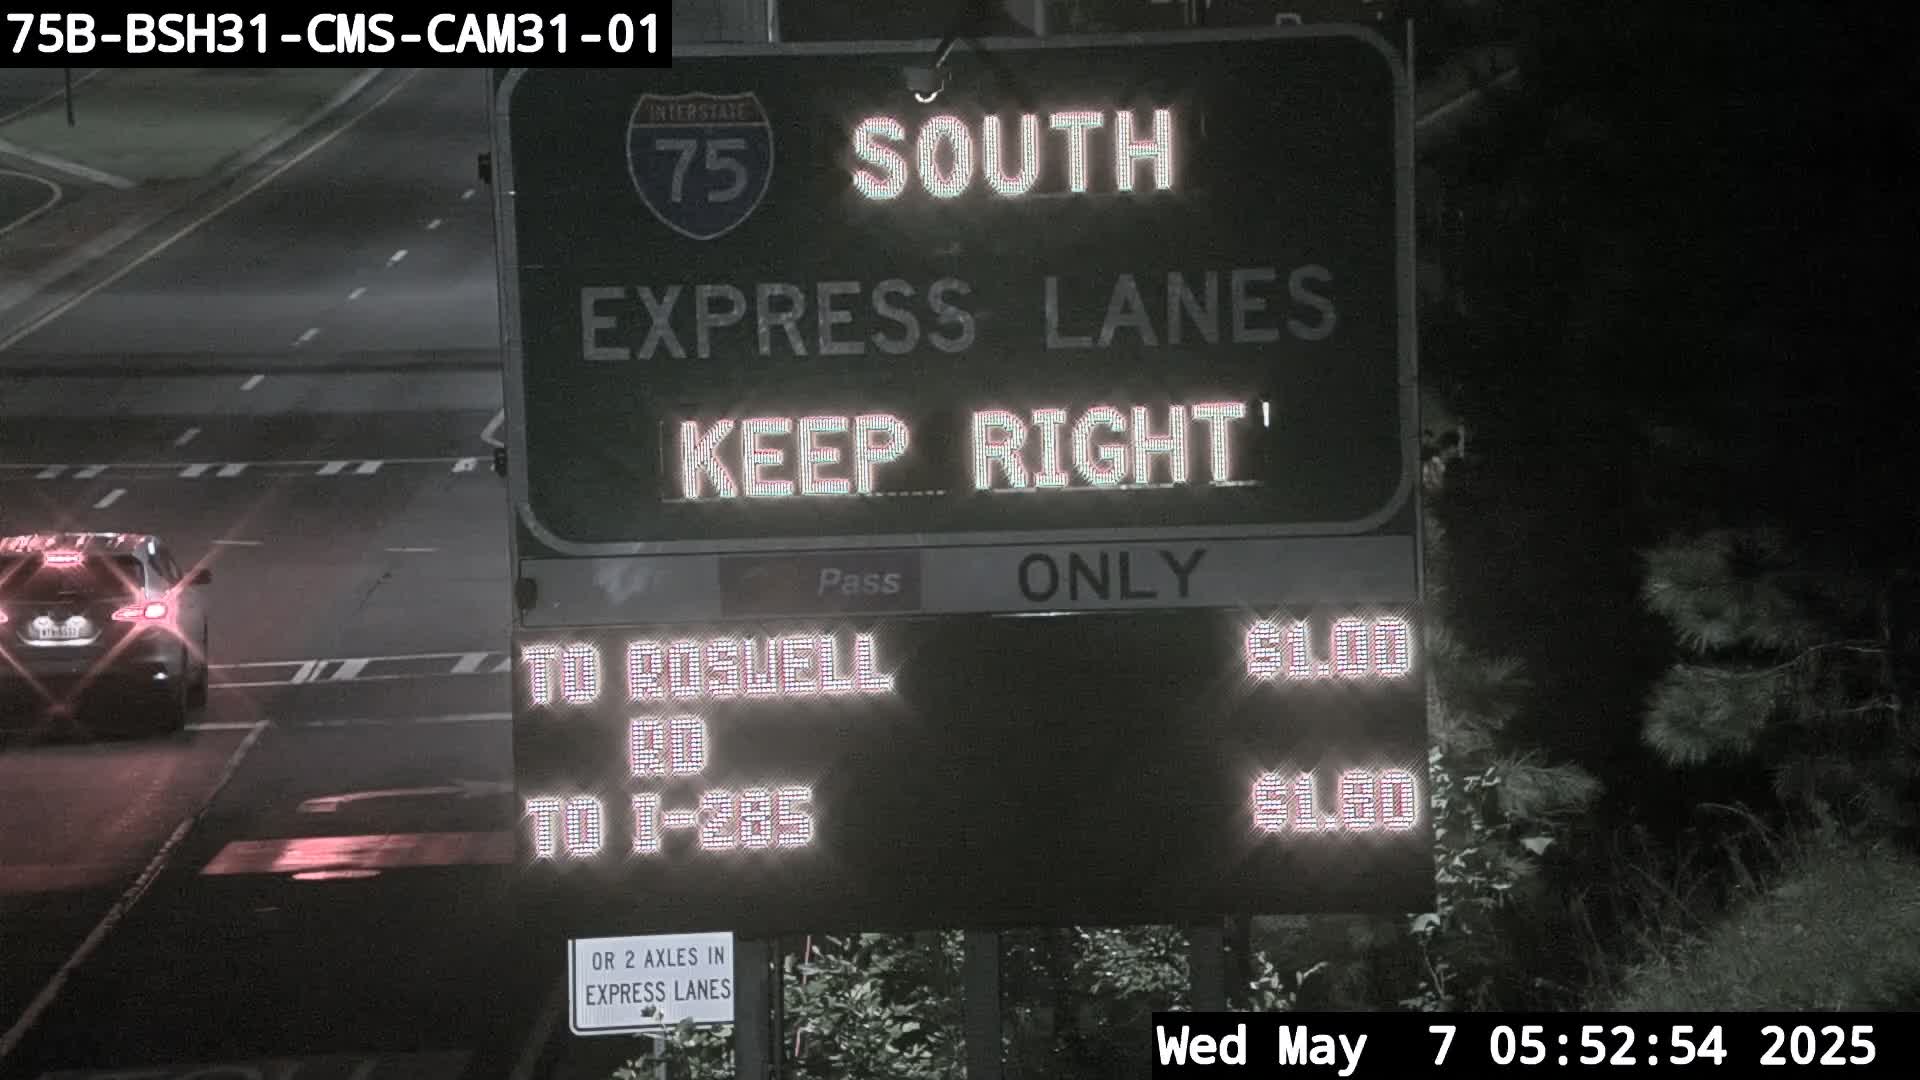 75B-BSH31-CMS-CAM31-01
INTERSTATE
75
SOUTH
EXPRESS LANES
KEEP RIGHT
Pass ONLY
TO ROSWELL $1.00
RD
TO I-285 $1.80
OR 2 AXLES IN
EXPRESS LANES
Wed May 7 05:52:54 2025